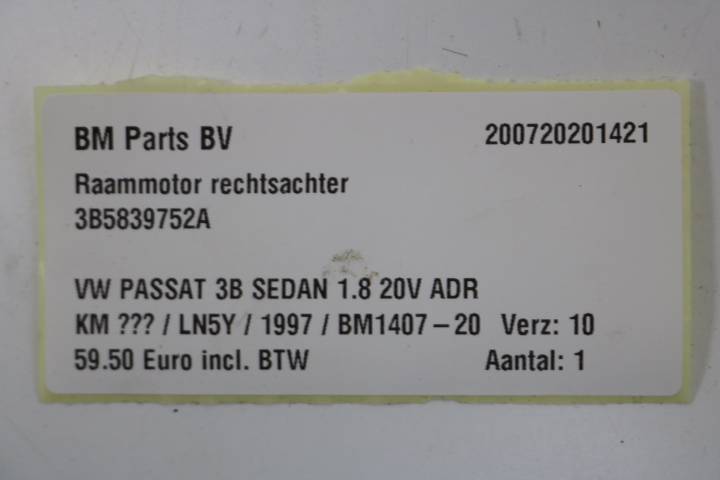 BM Parts BV 200720201421
Raammotor rechtsachter
3B5839752A
VW PASSAT 3B SEDAN 1.8 20V ADR
KM ??? / LN5Y / 1997 / BM1407-20 Verz: 10
59.50 Euro incl. BTW Aantal: 1